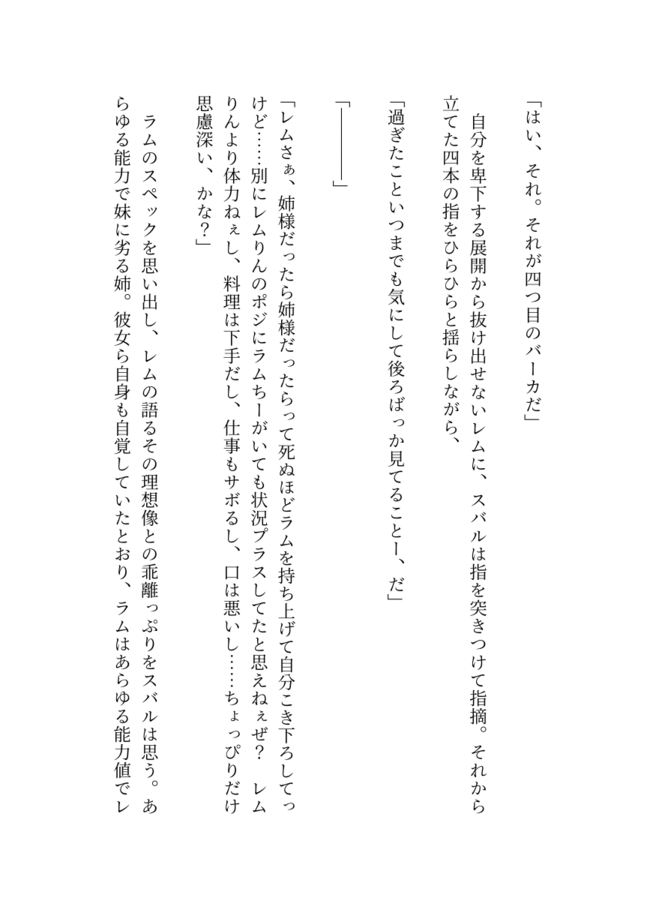 「はい、それ。それが四つ目のバーカだ」
自分を卑下する展開から抜け出せないレムに、スバルは指を突きつけて指摘。それから
立てた四本の指をひらひらと揺らしながら、
「過ぎたこといつまでも気にして後ろばっか見てることー、だ」
「――――」
「レムさぁ、姉様だったら姉様だったらって死ぬほどラムを持ち上げて自分こき下ろしてっ
けど……別にレムりんのポジにラムちーがいても状況プラスしてたと思えねぇぜ？　レム
りんより体力ねぇし、料理は下手だし、仕事もサボるし、口は悪いし……ちょっぴりだけ
思慮深い、かな？」
ラムのスペックを思い出し、レムの語るその理想像との乖離っぷりをスバルは思う。あ
らゆる能力で妹に劣る姉。彼女ら自身も自覚していたとおり、ラムはあらゆる能力値でレ